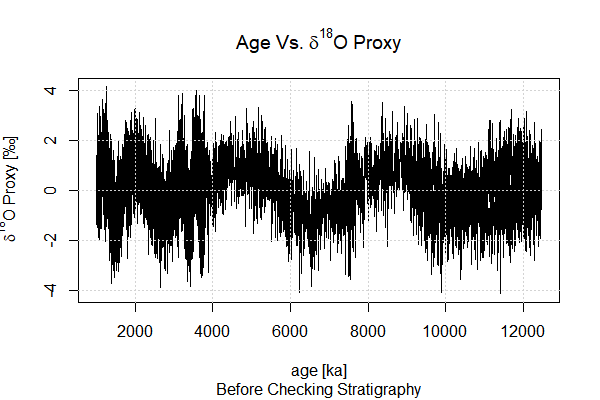 Age Vs. δ¹⁸O Proxy
δ¹⁸O Proxy [‰]
4
2
0
-2
-4
2000 4000 6000 8000 10000 12000
age [ka]
Before Checking Stratigraphy